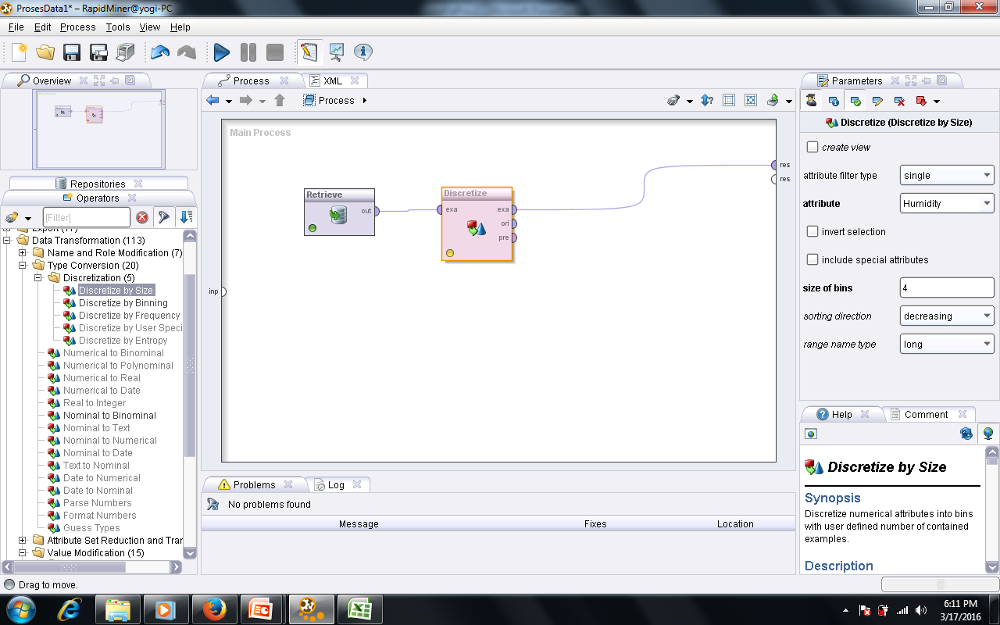 ProsesData1* – RapidMiner@yogi-PC
File Edit Process Tools View Help
Overview
Main Process
Repositories
Operators
[Filter]
Data Transformation (113)
Name and Role Modification (7)
Type Conversion (20)
Discretization (5)
Discretize by Size
Discretize by Binning
Discretize by Frequency
Discretize by User Speci
Discretize by Entropy
Numerical to Binominal
Numerical to Polynominal
Numerical to Real
Numerical to Date
Real to Integer
Nominal to Binominal
Nominal to Text
Nominal to Numerical
Nominal to Date
Text to Nominal
Date to Numerical
Date to Nominal
Parse Numbers
Format Numbers
Guess Types
Attribute Set Reduction and Trar
Value Modification (15)
Drag to move.
Process XML
Process
Main Process
Retrieve
out
Discretize
exa exa
ori
pre
inp
res
res
Problems Log
No problems found
Message Fixes Location
Parameters
Discretize (Discretize by Size)
create view
attribute filter type single
attribute Humidity
invert selection
include special attributes
size of bins 4
sorting direction decreasing
range name type long
Help Comment
Discretize by Size
Synopsis
Discretize numerical attributes into bins
with user defined number of contained
examples.
Description
6:11 PM
3/17/2016